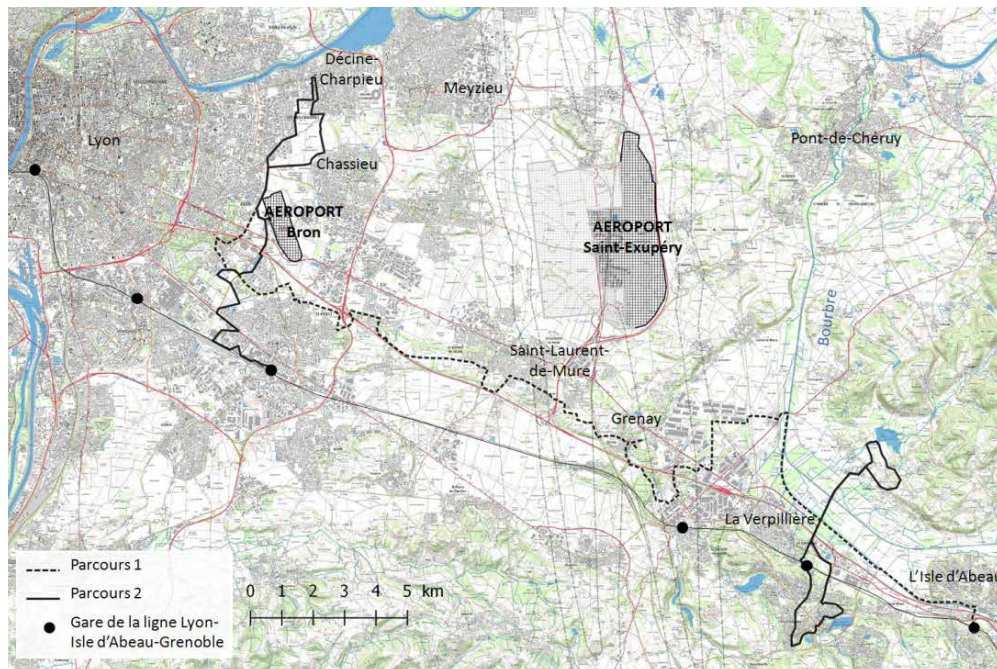 Décine-
Charpieu
Meyzieu
Lyon
Pont-de-Chéruy
Chassieu
AEROPORT
Bron
AEROPORT
Saint-Exupéry
Bourbre
Saint-Laurent-
de-Mure
Grenay
La Verpillière
L'Isle d'Abeau
Parcours 1
Parcours 2
Gare de la ligne Lyon-
Isle d'Abeau-Grenoble
0 1 2 3 4 5 km